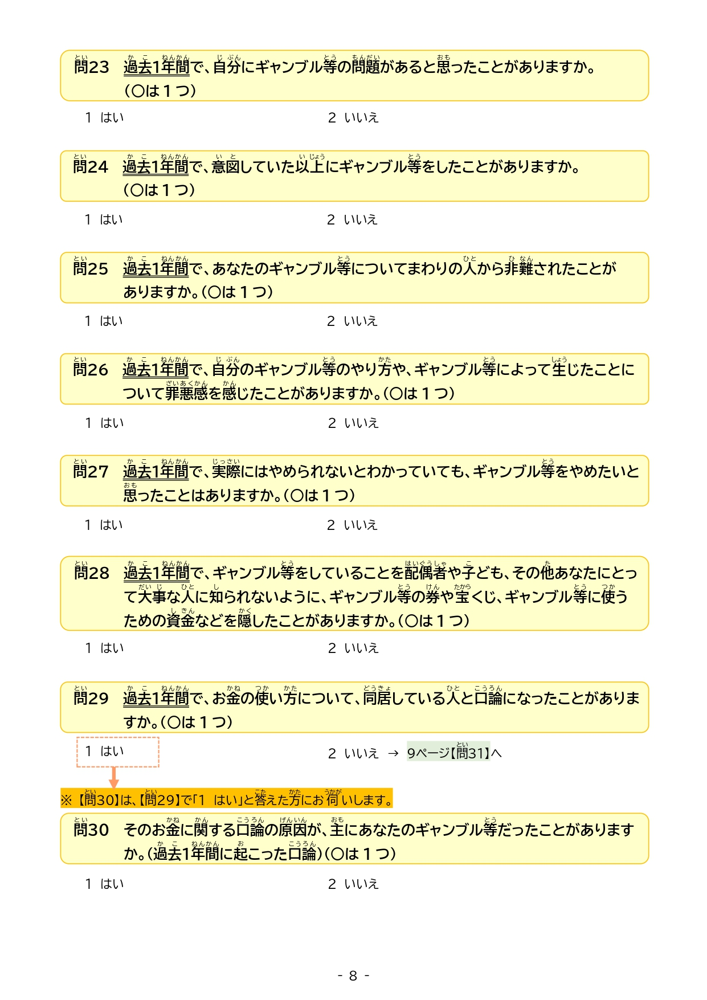 問23 過去1年間で、自分にギャンブル等の問題があると思ったことがありますか。
（〇は１つ）
1 はい 2 いいえ
問24 過去1年間で、意図していた以上にギャンブル等をしたことがありますか。
（〇は１つ）
1 はい 2 いいえ
問25 過去1年間で、あなたのギャンブル等についてまわりの人から非難されたことが
ありますか。（〇は１つ）
1 はい 2 いいえ
問26 過去1年間で、自分のギャンブル等のやり方や、ギャンブル等によって生じたことに
ついて罪悪感を感じたことがありますか。（〇は１つ）
1 はい 2 いいえ
問27 過去1年間で、実際にはやめられないとわかっていても、ギャンブル等をやめたいと
思ったことはありますか。（〇は１つ）
1 はい 2 いいえ
問28 過去1年間で、ギャンブル等をしていることを配偶者や子ども、その他あなたにとっ
て大事な人に知られないように、ギャンブル等の券や宝くじ、ギャンブル等に使う
ための資金などを隠したことがありますか。（〇は１つ）
1 はい 2 いいえ
問29 過去1年間で、お金の使い方について、同居している人と口論になったことがありま
すか。（〇は１つ）
1 はい 2 いいえ → 9ページ【問31】へ
※【問30】は、【問29】で「1 はい」と答えた方にお伺いします。
問30 そのお金に関する口論の原因が、主にあなたのギャンブル等だったことがあります
か。（過去1年間に起こった口論）（〇は１つ）
1 はい 2 いいえ
- 8 -